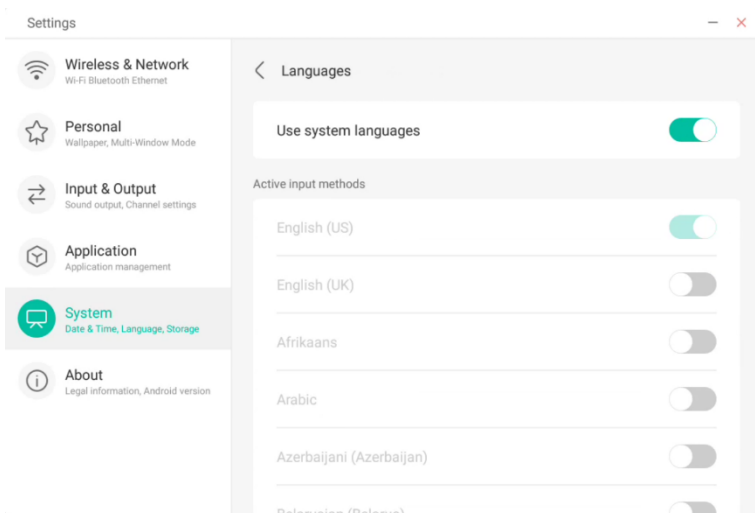 Settings
Wireless & Network
Wi-Fi Bluetooth Ethernet
Personal
Wallpaper, Multi-Window Mode
Input & Output
Sound output, Channel settings
Application
Application management
System
Date & Time, Language, Storage
About
Legal information, Android version
Languages
Use system languages
Active input methods
English (US)
English (UK)
Afrikaans
Arabic
Azerbaijani (Azerbaijan)